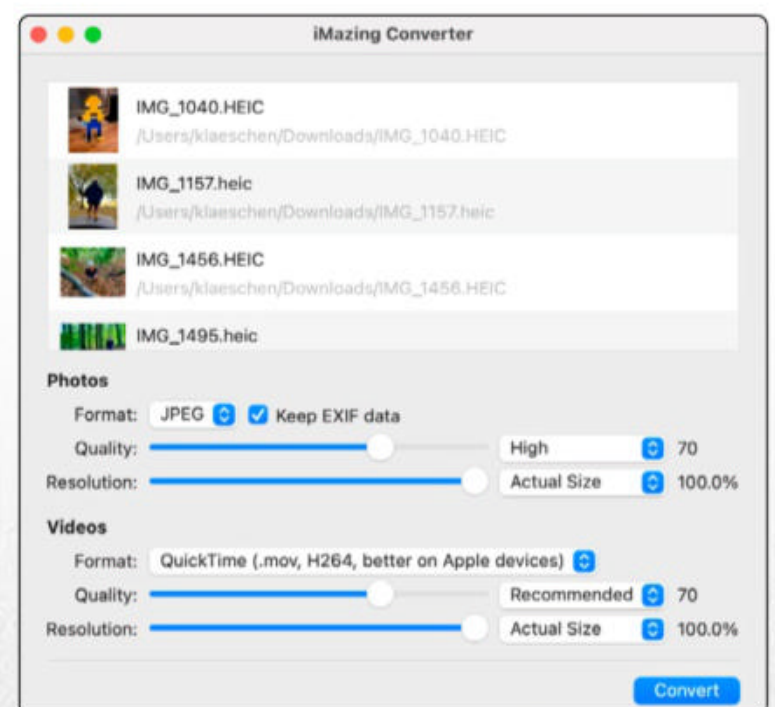 iMazing Converter
IMG_1040.HEIC
/Users/klaeschen/Downloads/IMG_1040.HEIC
IMG_1157.heic
/Users/klaeschen/Downloads/IMG_1157.heic
IMG_1456.HEIC
/Users/klaeschen/Downloads/IMG_1456.HEIC
IMG_1495.heic
Photos
Format: JPEG Keep EXIF data
Quality: High 70
Resolution: Actual Size 100.0%
Videos
Format: QuickTime (.mov, H264, better on Apple devices)
Quality: Recommended 70
Resolution: Actual Size 100.0%
Convert